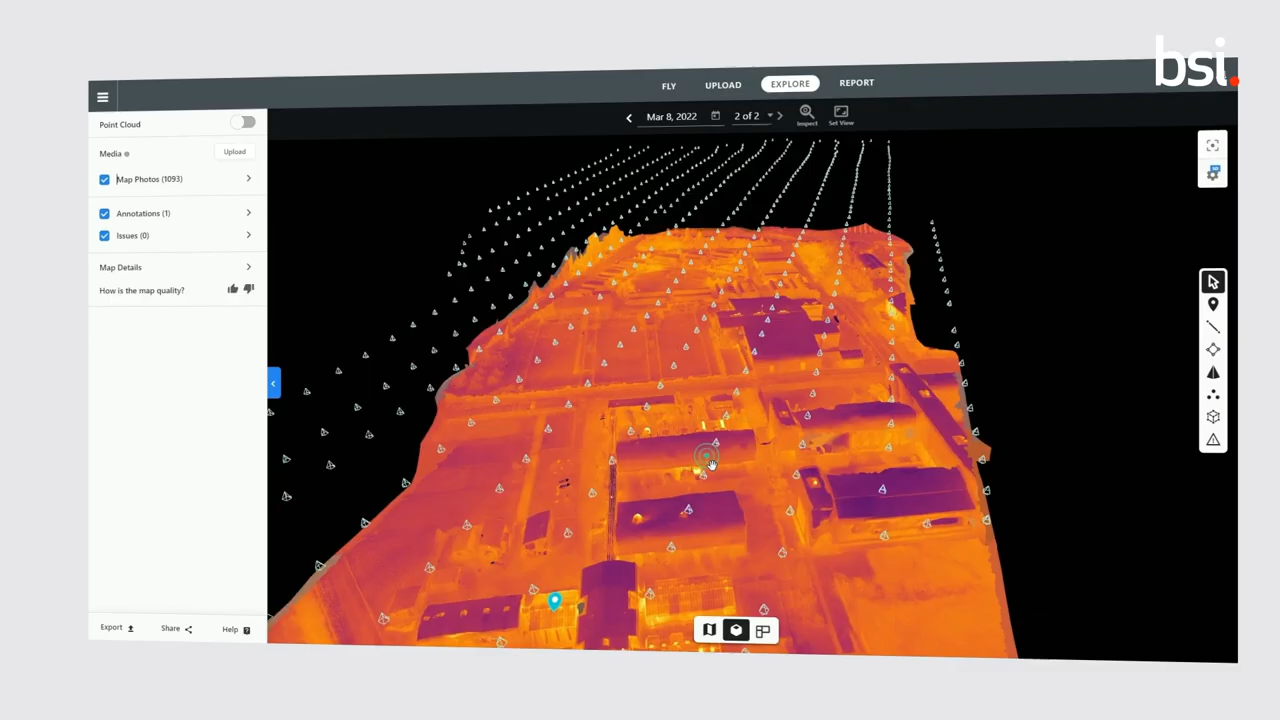 bsi.
FLY UPLOAD EXPLORE REPORT
Mar 8, 2022 2 of 2 Inspect Set View
Point Cloud
Media Upload
Map Photos (1093)
Annotations (1)
Issues (0)
Map Details
How is the map quality?
Export Share Help